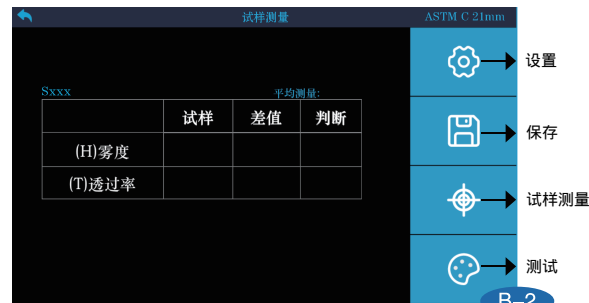 试样测量
ASTM C 21mm
Sxxx
平均测量:
试样 差值 判断
(H)雾度
(T)透过率
设置
保存
试样测量
测试
B-2